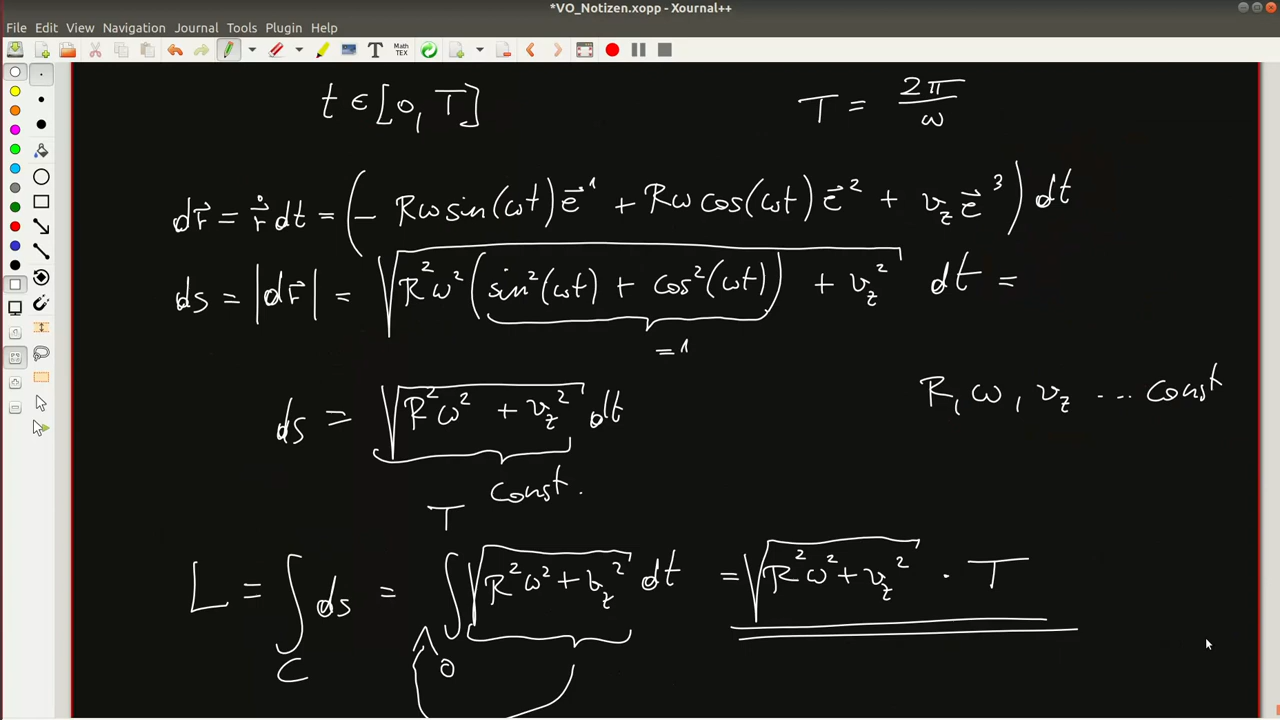 *VO_Notizen.xopp - Xournal++
File Edit View Navigation Journal Tools Plugin Help
t ∈ [0, T]    T = 2π/ω
dr⃗ = ṙ⃗ dt = (− Rω sin(ωt) e⃗¹ + Rω cos(ωt) e⃗² + v_z e⃗³) dt
ds = |dr⃗| = √(R²ω² (sin²(ωt) + cos²(ωt)) + v_z²) dt =
=1
ds = √(R²ω² + v_z²) dt    R, ω, v_z ... const
const.
L = ∫_C ds = ∫_0^T √(R²ω² + v_z²) dt = √(R²ω² + v_z²) · T